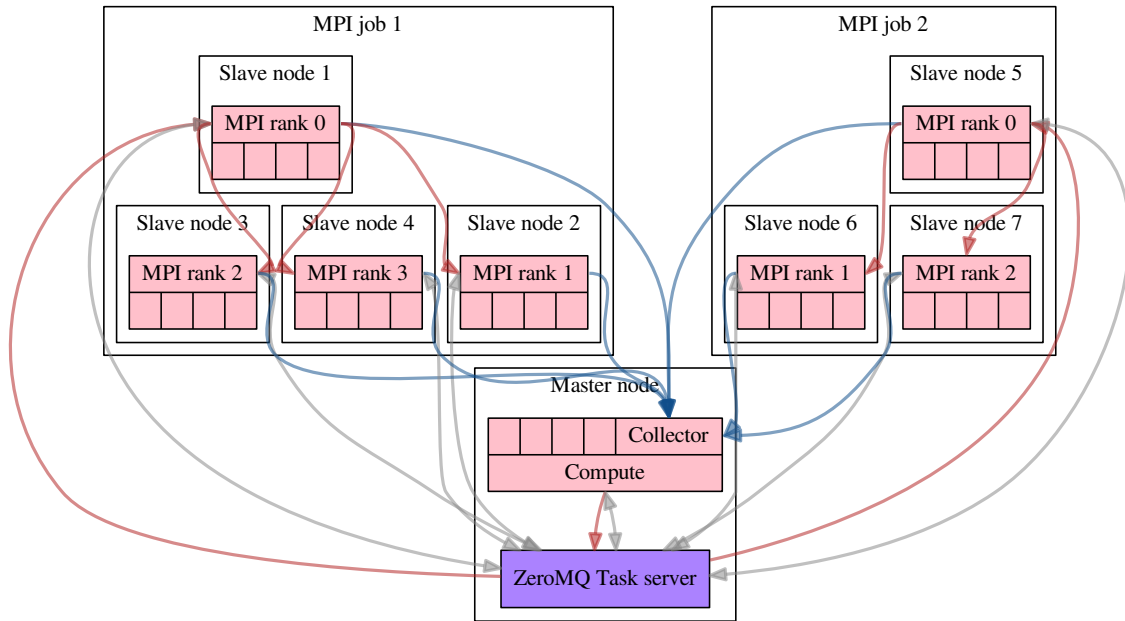 MPI job 1
MPI job 2
Slave node 1
MPI rank 0
Slave node 5
MPI rank 0
Slave node 3
MPI rank 2
Slave node 4
MPI rank 3
Slave node 2
MPI rank 1
Slave node 6
MPI rank 1
Slave node 7
MPI rank 2
Master node
Collector
Compute
ZeroMQ Task server